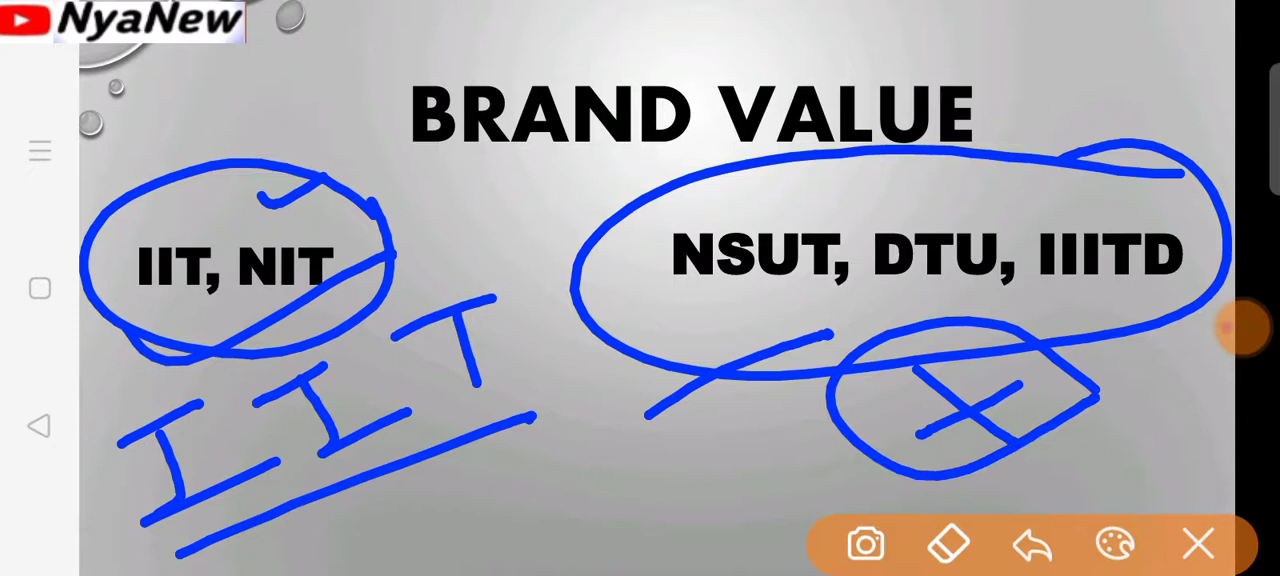 NyaNew
BRAND VALUE
IIT, NIT
NSUT, DTU, IIITD
IIT